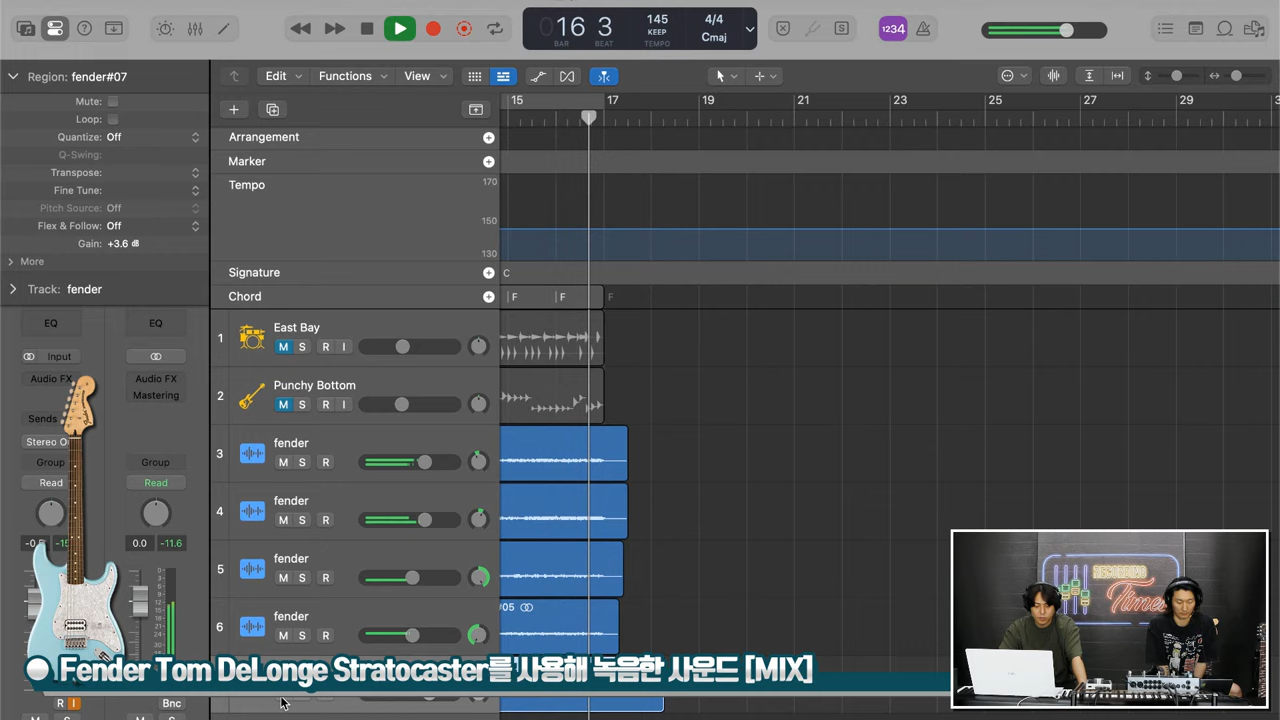 16 3
BAR BEAT
145
KEEP
TEMPO
4/4
Cmaj
1234
Region: fender#07
Mute:
Loop:
Quantize: Off
Q-Swing:
Transpose:
Fine Tune:
Pitch Source: Off
Flex & Follow: Off
Gain: +3.6 dB
More
Track: fender
Edit Functions View
15 17 19 21 23 25 27 29
Arrangement
Marker
Tempo
170
150
130
Signature
C
Chord
F F F
EQ EQ
Input
Audio FX Audio FX
Mastering
Sends
Stereo
Group Group
Read Read
0.0 -11.6
1 East Bay
M S R I
2 Punchy Bottom
M S R I
3 fender
M S R
4 fender
M S R
5 fender
M S R
6 fender
M S R
R I Bnc
RECORDING
Times
Fender Tom DeLonge Stratocaster를 사용해 녹음한 사운드 [MIX]